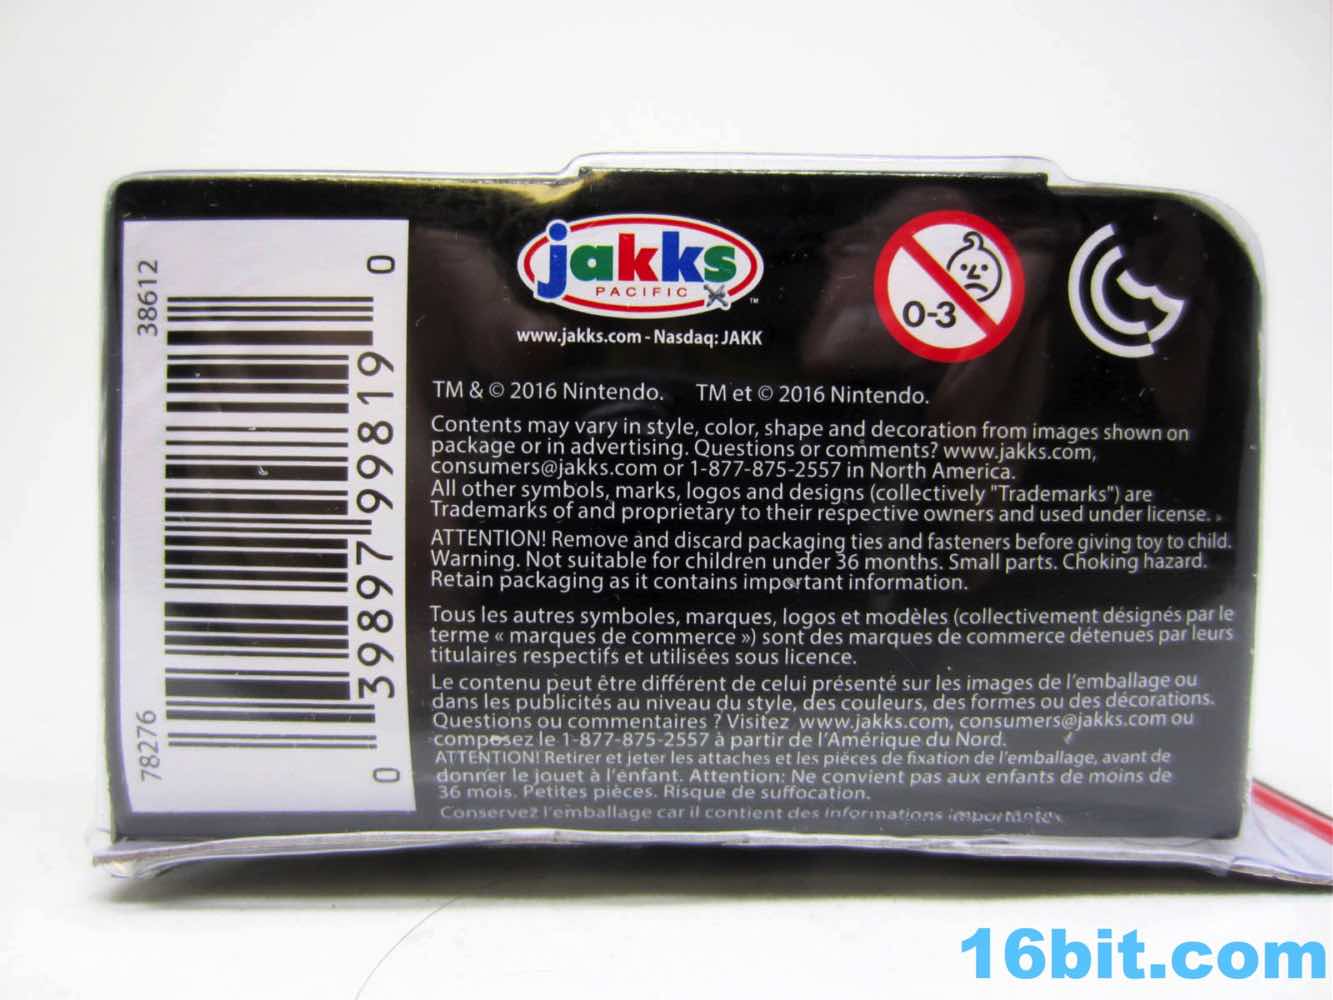 38612
78276
0 39897 99819 0
jakks
PACIFIC
TM
www.jakks.com - Nasdaq: JAKK
0-3
TM & © 2016 Nintendo. TM et © 2016 Nintendo.
Contents may vary in style, color, shape and decoration from images shown on
package or in advertising. Questions or comments? www.jakks.com,
consumers@jakks.com or 1-877-875-2557 in North America.
All other symbols, marks, logos and designs (collectively "Trademarks") are
Trademarks of and proprietary to their respective owners and used under license.
ATTENTION! Remove and discard packaging ties and fasteners before giving toy to child.
Warning. Not suitable for children under 36 months. Small parts. Choking hazard.
Retain packaging as it contains important information.
Tous les autres symboles, marques, logos et modèles (collectivement désignés par le
terme « marques de commerce ») sont des marques de commerce détenues par leurs
titulaires respectifs et utilisées sous licence.
Le contenu peut être différent de celui présenté sur les images de l'emballage ou
dans les publicités au niveau du style, des couleurs, des formes ou des décorations.
Questions ou commentaires ? Visitez www.jakks.com, consumers@jakks.com ou
composez le 1-877-875-2557 à partir de l'Amérique du Nord.
ATTENTION! Retirer et jeter les attaches et les pièces de fixation de l'emballage, avant de
donner le jouet à l'enfant. Attention: Ne convient pas aux enfants de moins de
36 mois. Petites pièces. Risque de suffocation.
Conservez l'emballage car il contient des informations importantes.
16bit.com